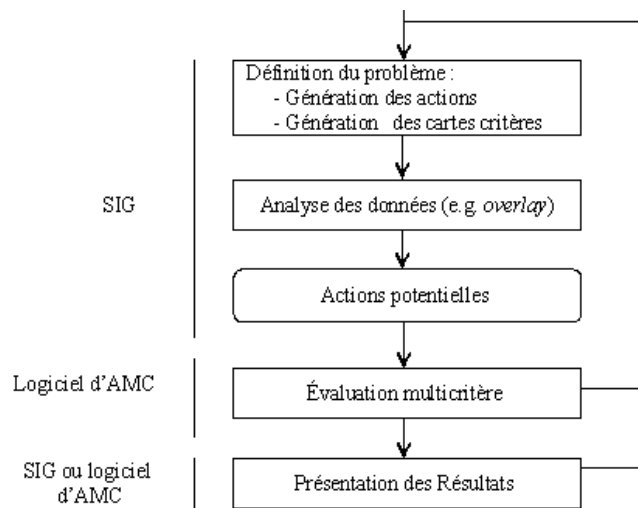 Définition du problème :
- Génération des actions
- Génération des cartes critères
SIG
Analyse des données (e.g. overlay)
Actions potentielles
Logiciel d'AMC
Évaluation multicritère
SIG ou logiciel
d'AMC
Présentation des Résultats